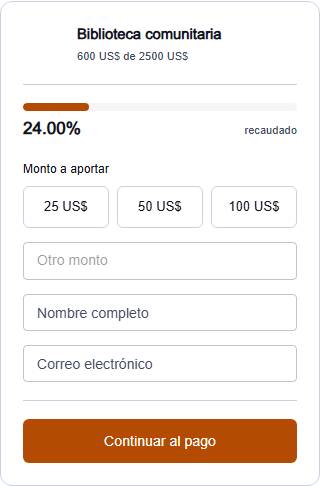 Biblioteca comunitaria
600 US$ de 2500 US$
24.00% recaudado
Monto a aportar
25 US$ 50 US$ 100 US$
Otro monto
Nombre completo
Correo electrónico
Continuar al pago